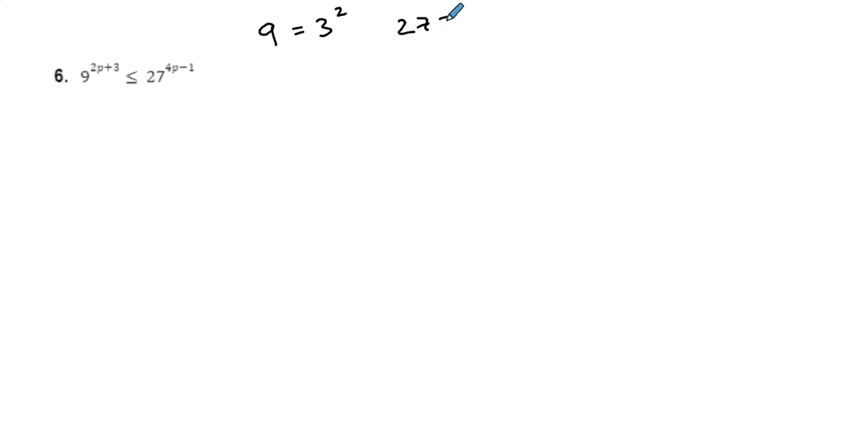 9 = 3² 27 -
6. 9^{2p+3} ≤ 27^{4p−1}